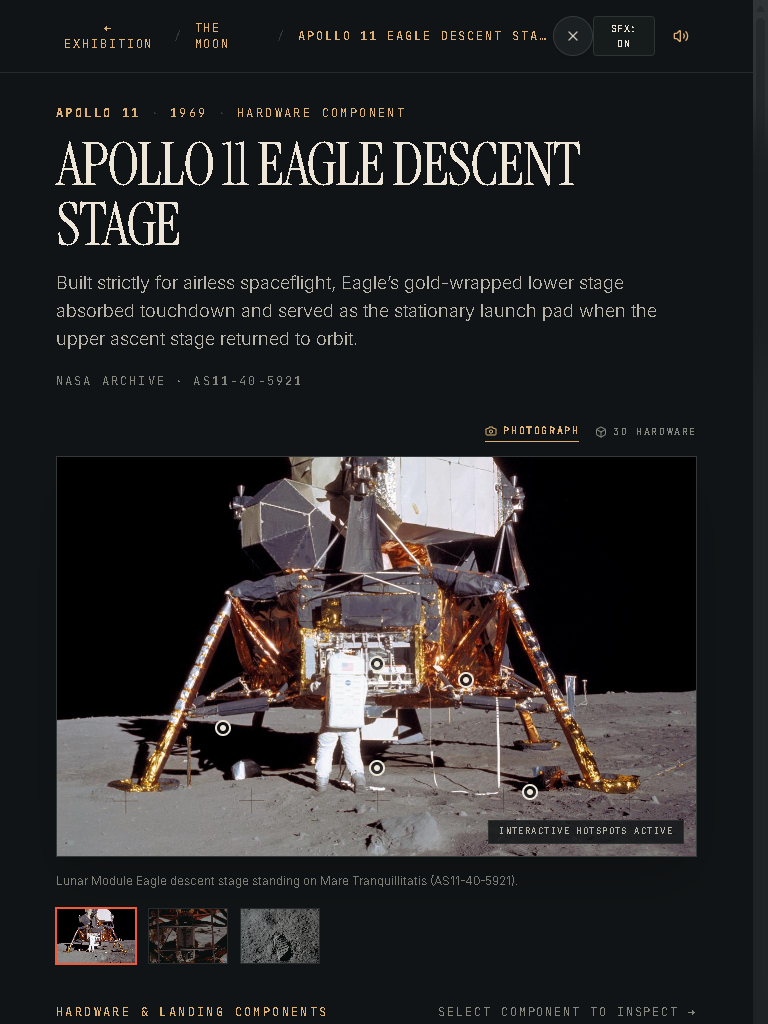 ← EXHIBITION / THE MOON / APOLLO 11 EAGLE DESCENT STA… SFX: ON
APOLLO 11 · 1969 · HARDWARE COMPONENT
APOLLO 11 EAGLE DESCENT
STAGE
Built strictly for airless spaceflight, Eagle’s gold-wrapped lower stage
absorbed touchdown and served as the stationary launch pad when the
upper ascent stage returned to orbit.
NASA ARCHIVE · AS11-40-5921
PHOTOGRAPH 3D HARDWARE
INTERACTIVE HOTSPOTS ACTIVE
Lunar Module Eagle descent stage standing on Mare Tranquillitatis (AS11-40-5921).
HARDWARE & LANDING COMPONENTS SELECT COMPONENT TO INSPECT →